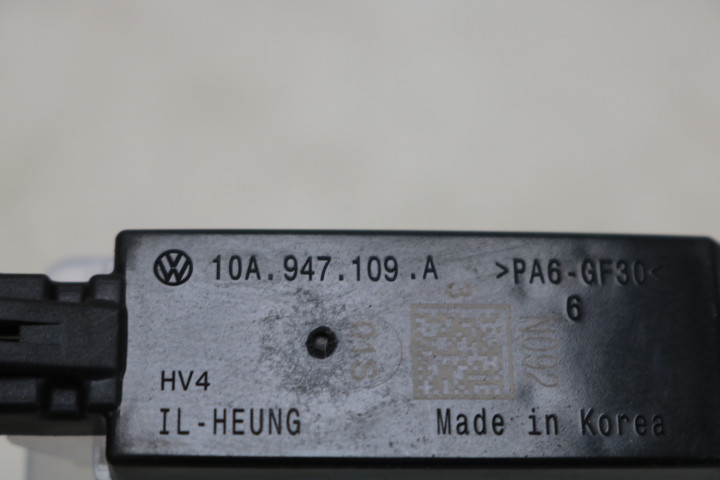 10A.947.109.A >PA6-GF30<
6
HV4
IL-HEUNG Made in Korea